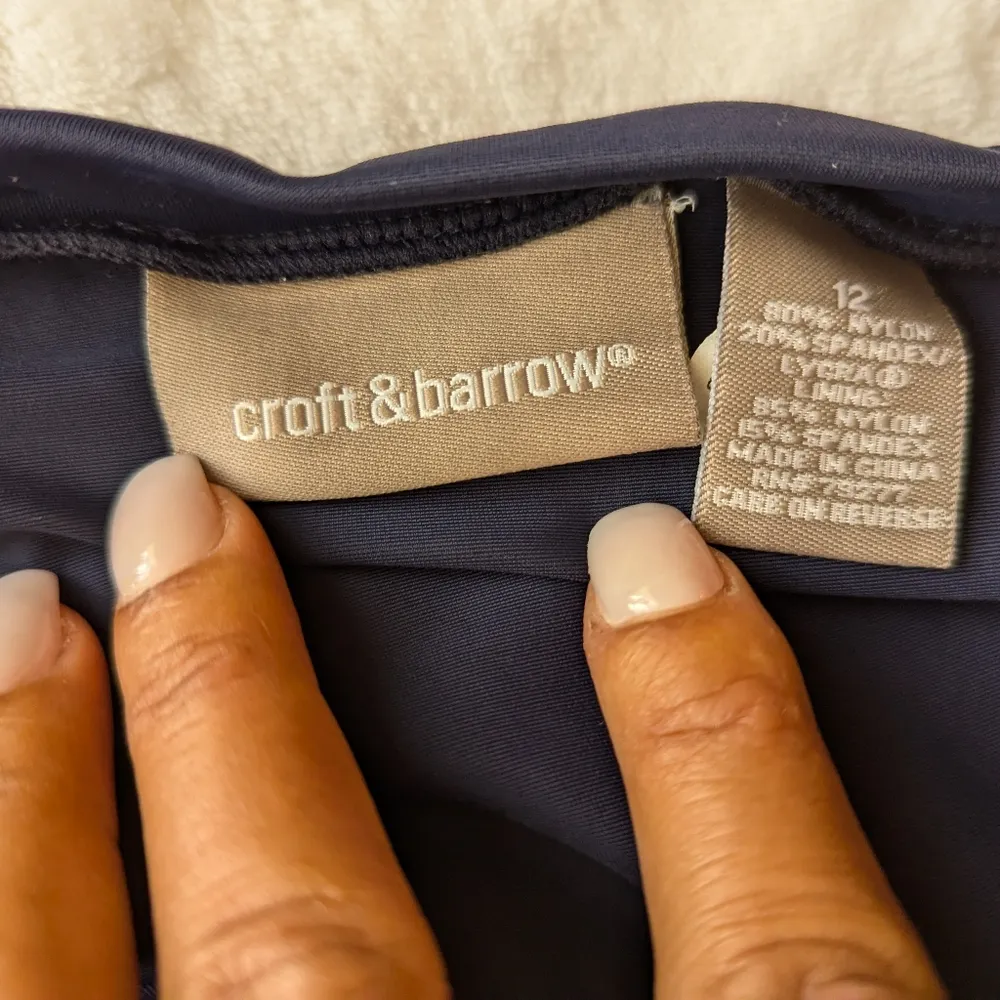 croft&barrow®
12
80% NYLON
20% SPANDEX/
LYCRA®
LINING:
85% NYLON
15% SPANDEX
MADE IN CHINA
RN# 73277
CARE ON REVERSE